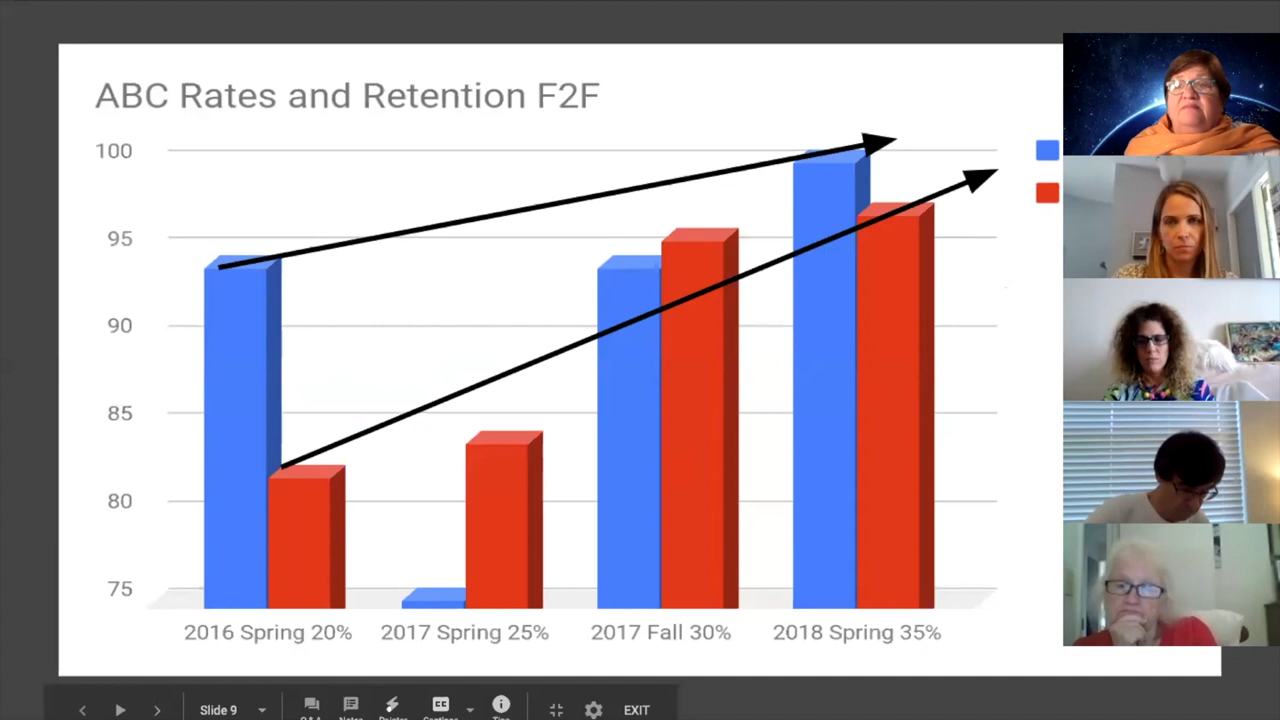 ABC Rates and Retention F2F
100
95
90
85
80
75
2016 Spring 20%
2017 Spring 25%
2017 Fall 30%
2018 Spring 35%
Slide 9
CC
EXIT